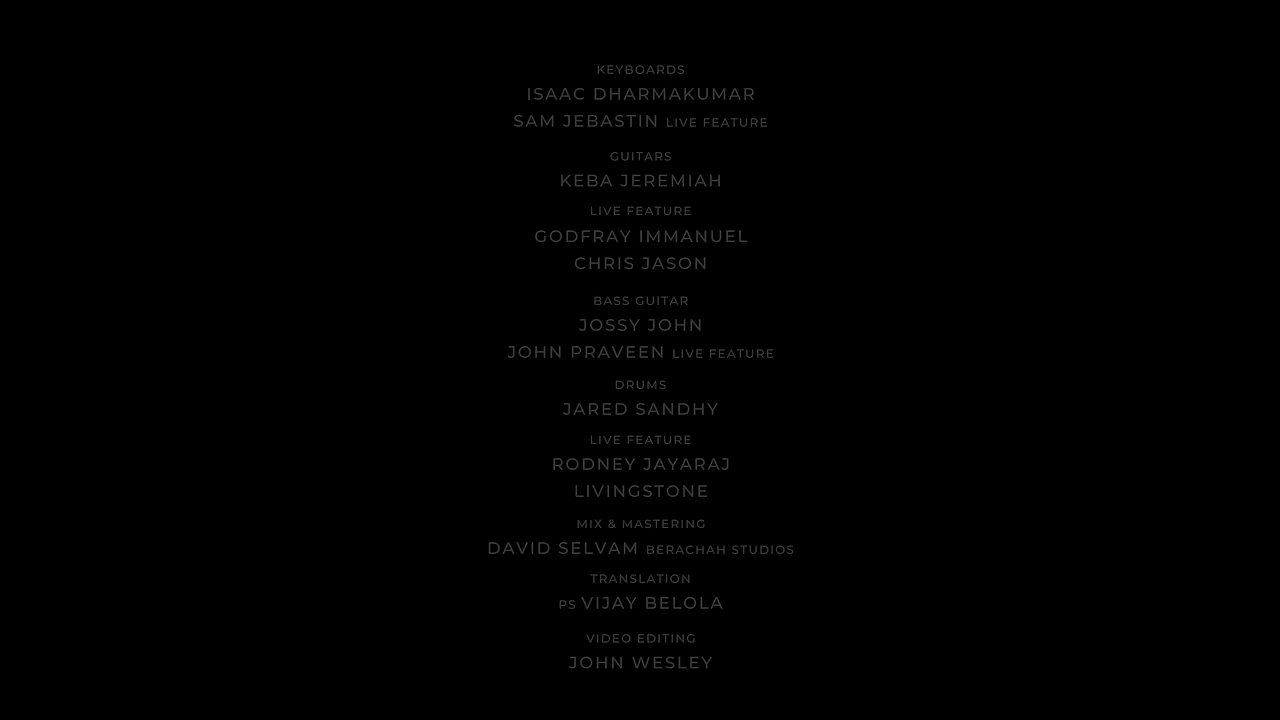 KEYBOARDS
ISAAC DHARMAKUMAR
SAM JEBASTIN LIVE FEATURE
GUITARS
KEBA JEREMIAH
LIVE FEATURE
GODFRAY IMMANUEL
CHRIS JASON
BASS GUITAR
JOSSY JOHN
JOHN PRAVEEN LIVE FEATURE
DRUMS
JARED SANDHY
LIVE FEATURE
RODNEY JAYARAJ
LIVINGSTONE
MIX & MASTERING
DAVID SELVAM BERACHAH STUDIOS
TRANSLATION
PS VIJAY BELOLA
VIDEO EDITING
JOHN WESLEY